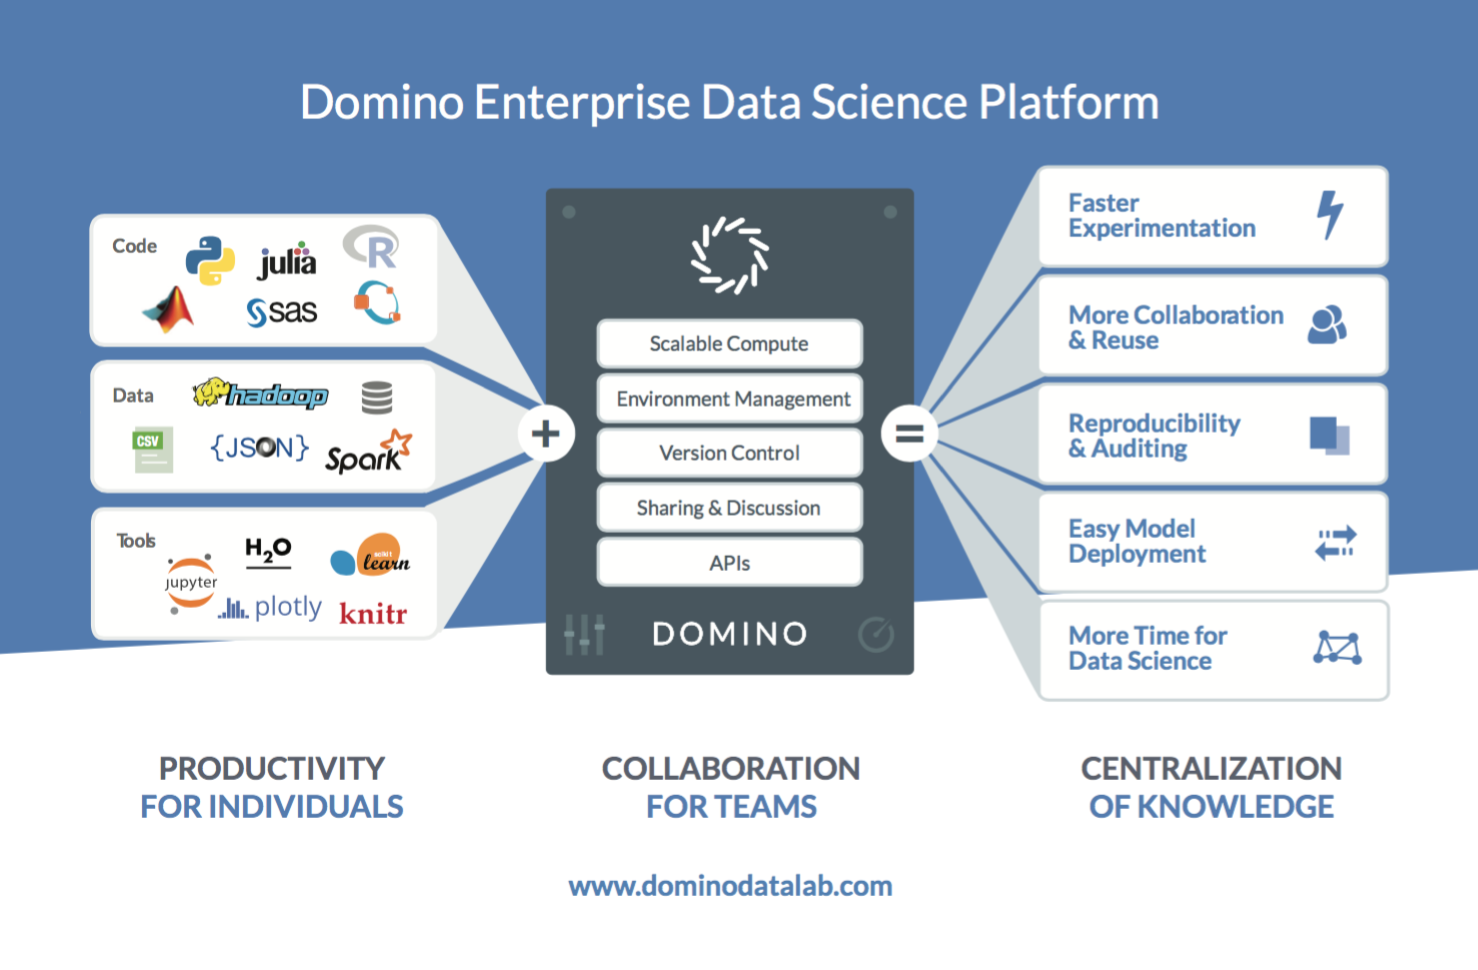 Domino Enterprise Data Science Platform
Code
julia
R
sas
Data
hadoop
CSV
{JSON}
Spark
Tools
jupyter
H2O
scikit
learn
plotly
knitr
+
Scalable Compute
Environment Management
Version Control
Sharing & Discussion
APIs
DOMINO
=
Faster
Experimentation
More Collaboration
& Reuse
Reproducibility
& Auditing
Easy Model
Deployment
More Time for
Data Science
PRODUCTIVITY
FOR INDIVIDUALS
COLLABORATION
FOR TEAMS
CENTRALIZATION
OF KNOWLEDGE
www.dominodatalab.com